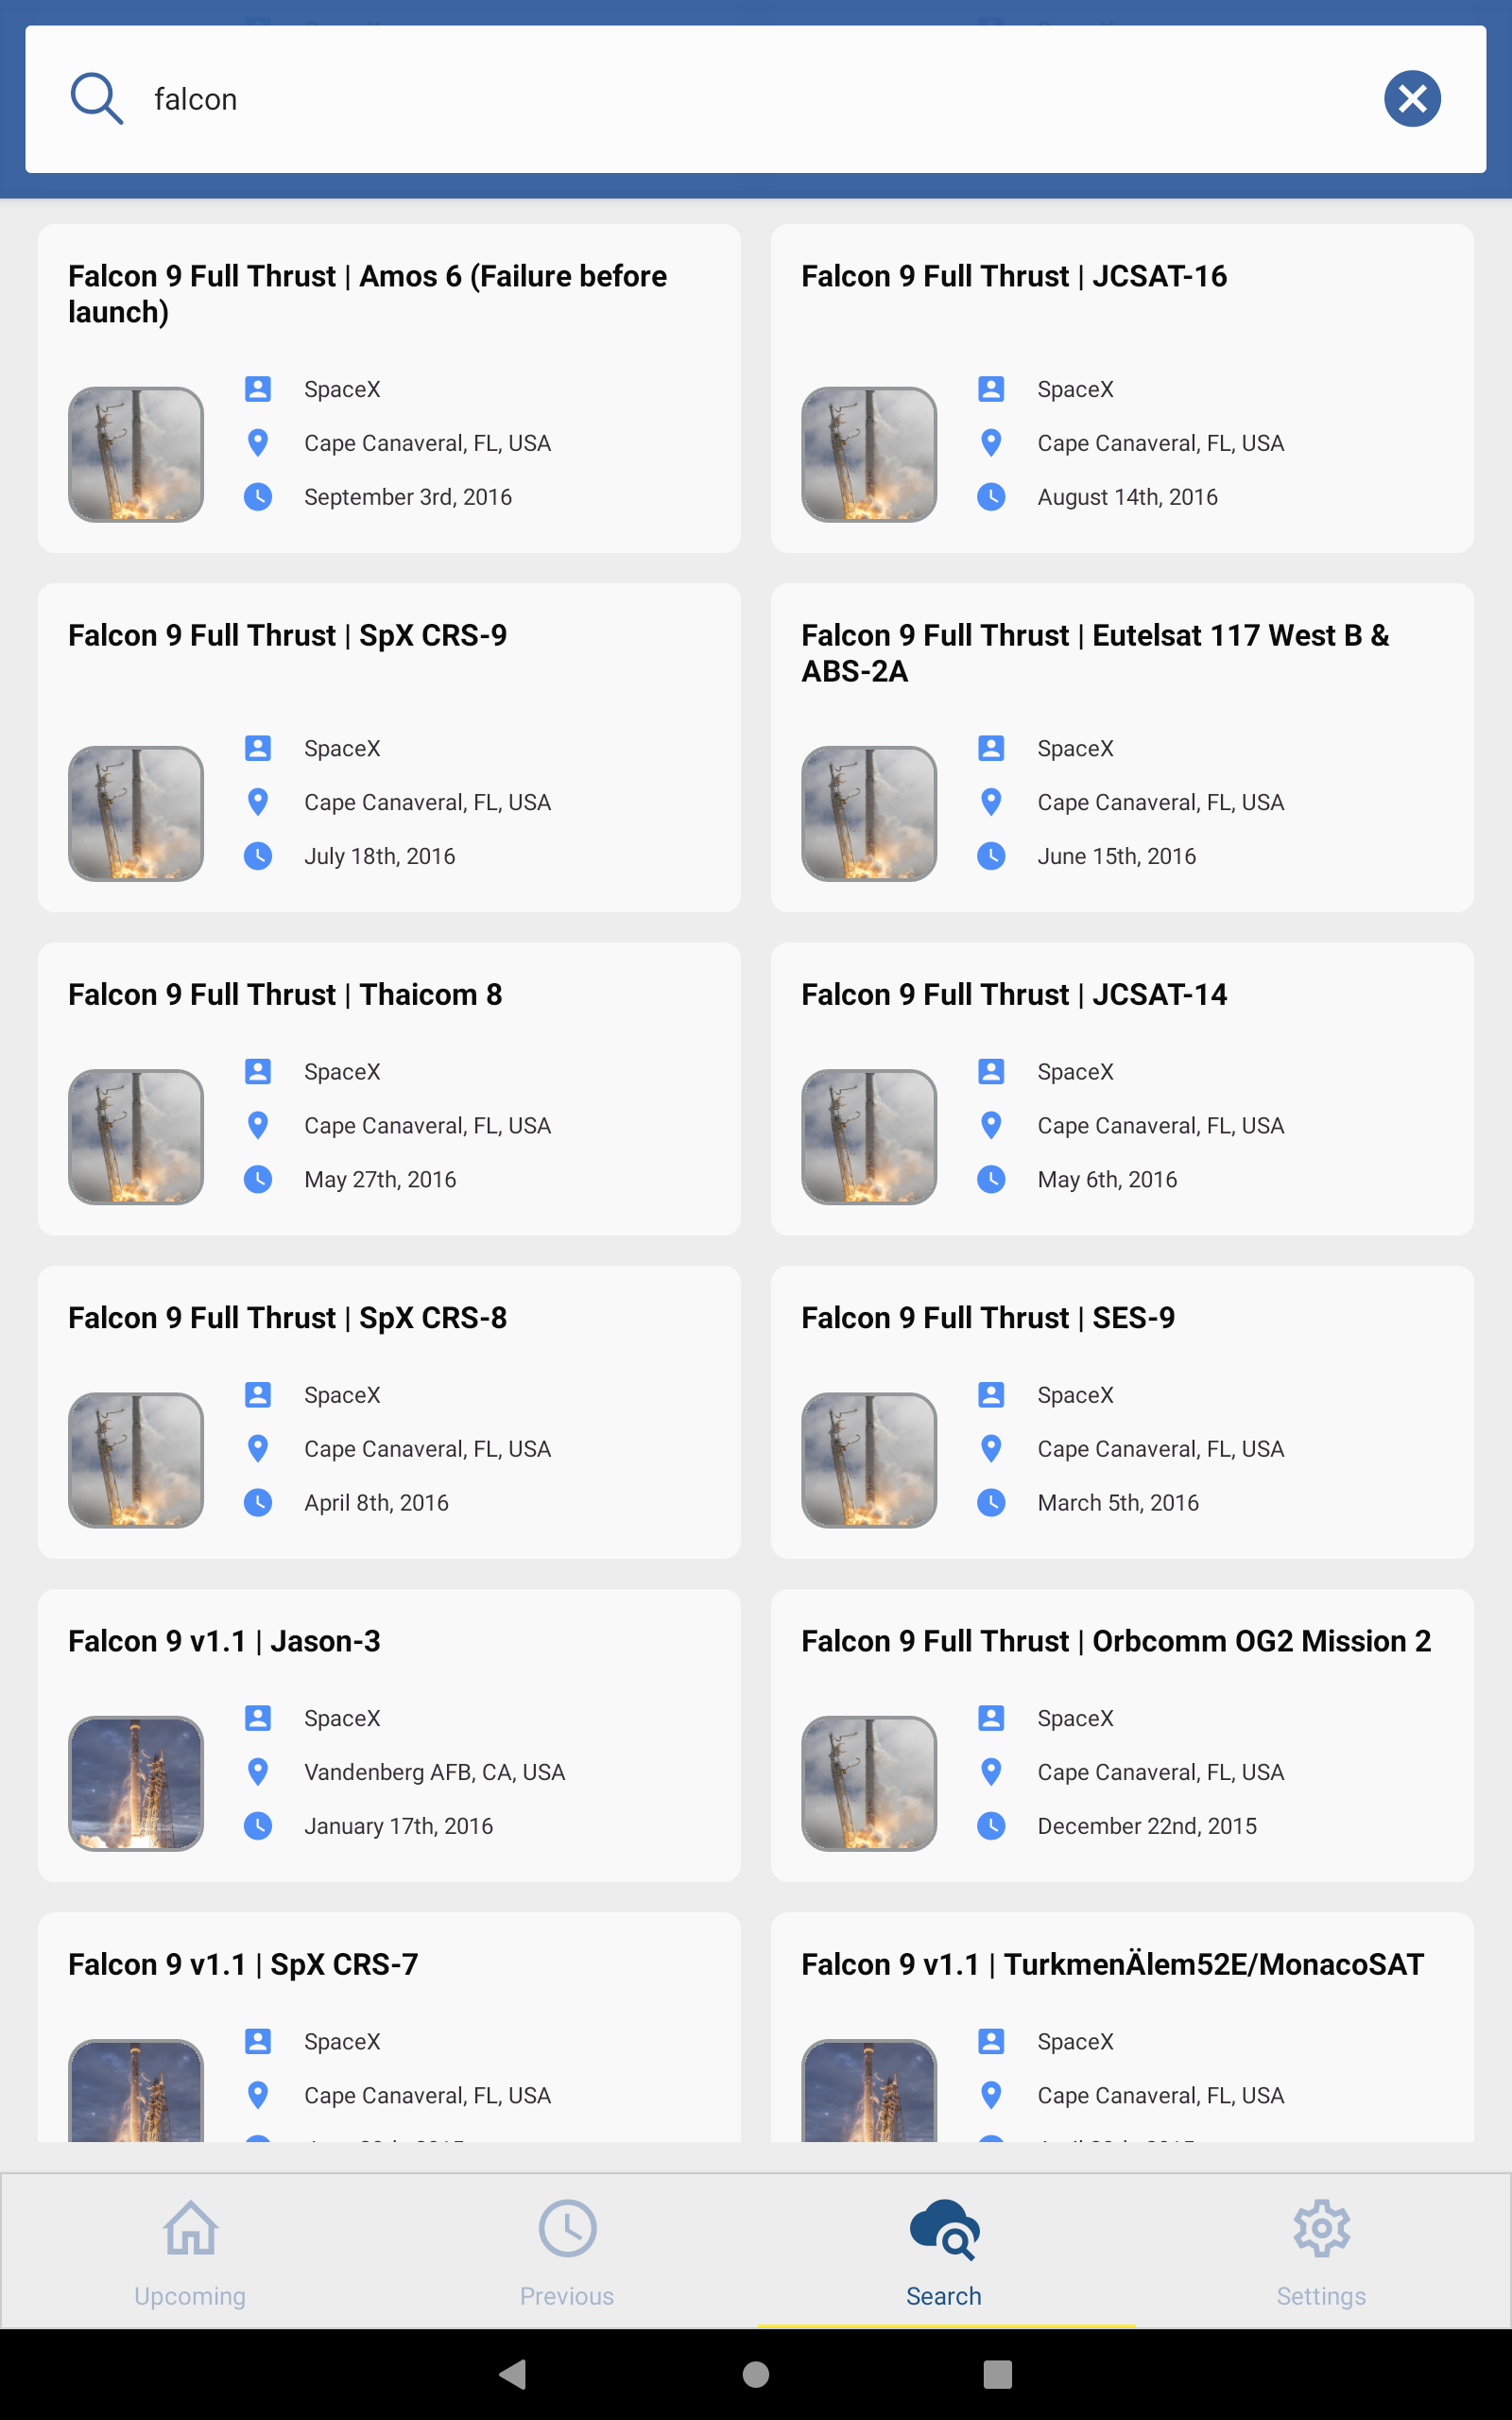 falcon
Falcon 9 Full Thrust | Amos 6 (Failure before
launch)
SpaceX
Cape Canaveral, FL, USA
September 3rd, 2016
Falcon 9 Full Thrust | JCSAT-16
SpaceX
Cape Canaveral, FL, USA
August 14th, 2016
Falcon 9 Full Thrust | SpX CRS-9
SpaceX
Cape Canaveral, FL, USA
July 18th, 2016
Falcon 9 Full Thrust | Eutelsat 117 West B &
ABS-2A
SpaceX
Cape Canaveral, FL, USA
June 15th, 2016
Falcon 9 Full Thrust | Thaicom 8
SpaceX
Cape Canaveral, FL, USA
May 27th, 2016
Falcon 9 Full Thrust | JCSAT-14
SpaceX
Cape Canaveral, FL, USA
May 6th, 2016
Falcon 9 Full Thrust | SpX CRS-8
SpaceX
Cape Canaveral, FL, USA
April 8th, 2016
Falcon 9 Full Thrust | SES-9
SpaceX
Cape Canaveral, FL, USA
March 5th, 2016
Falcon 9 v1.1 | Jason-3
SpaceX
Vandenberg AFB, CA, USA
January 17th, 2016
Falcon 9 Full Thrust | Orbcomm OG2 Mission 2
SpaceX
Cape Canaveral, FL, USA
December 22nd, 2015
Falcon 9 v1.1 | SpX CRS-7
SpaceX
Cape Canaveral, FL, USA
Falcon 9 v1.1 | TurkmenÄlem52E/MonacoSAT
SpaceX
Cape Canaveral, FL, USA
Upcoming
Previous
Search
Settings